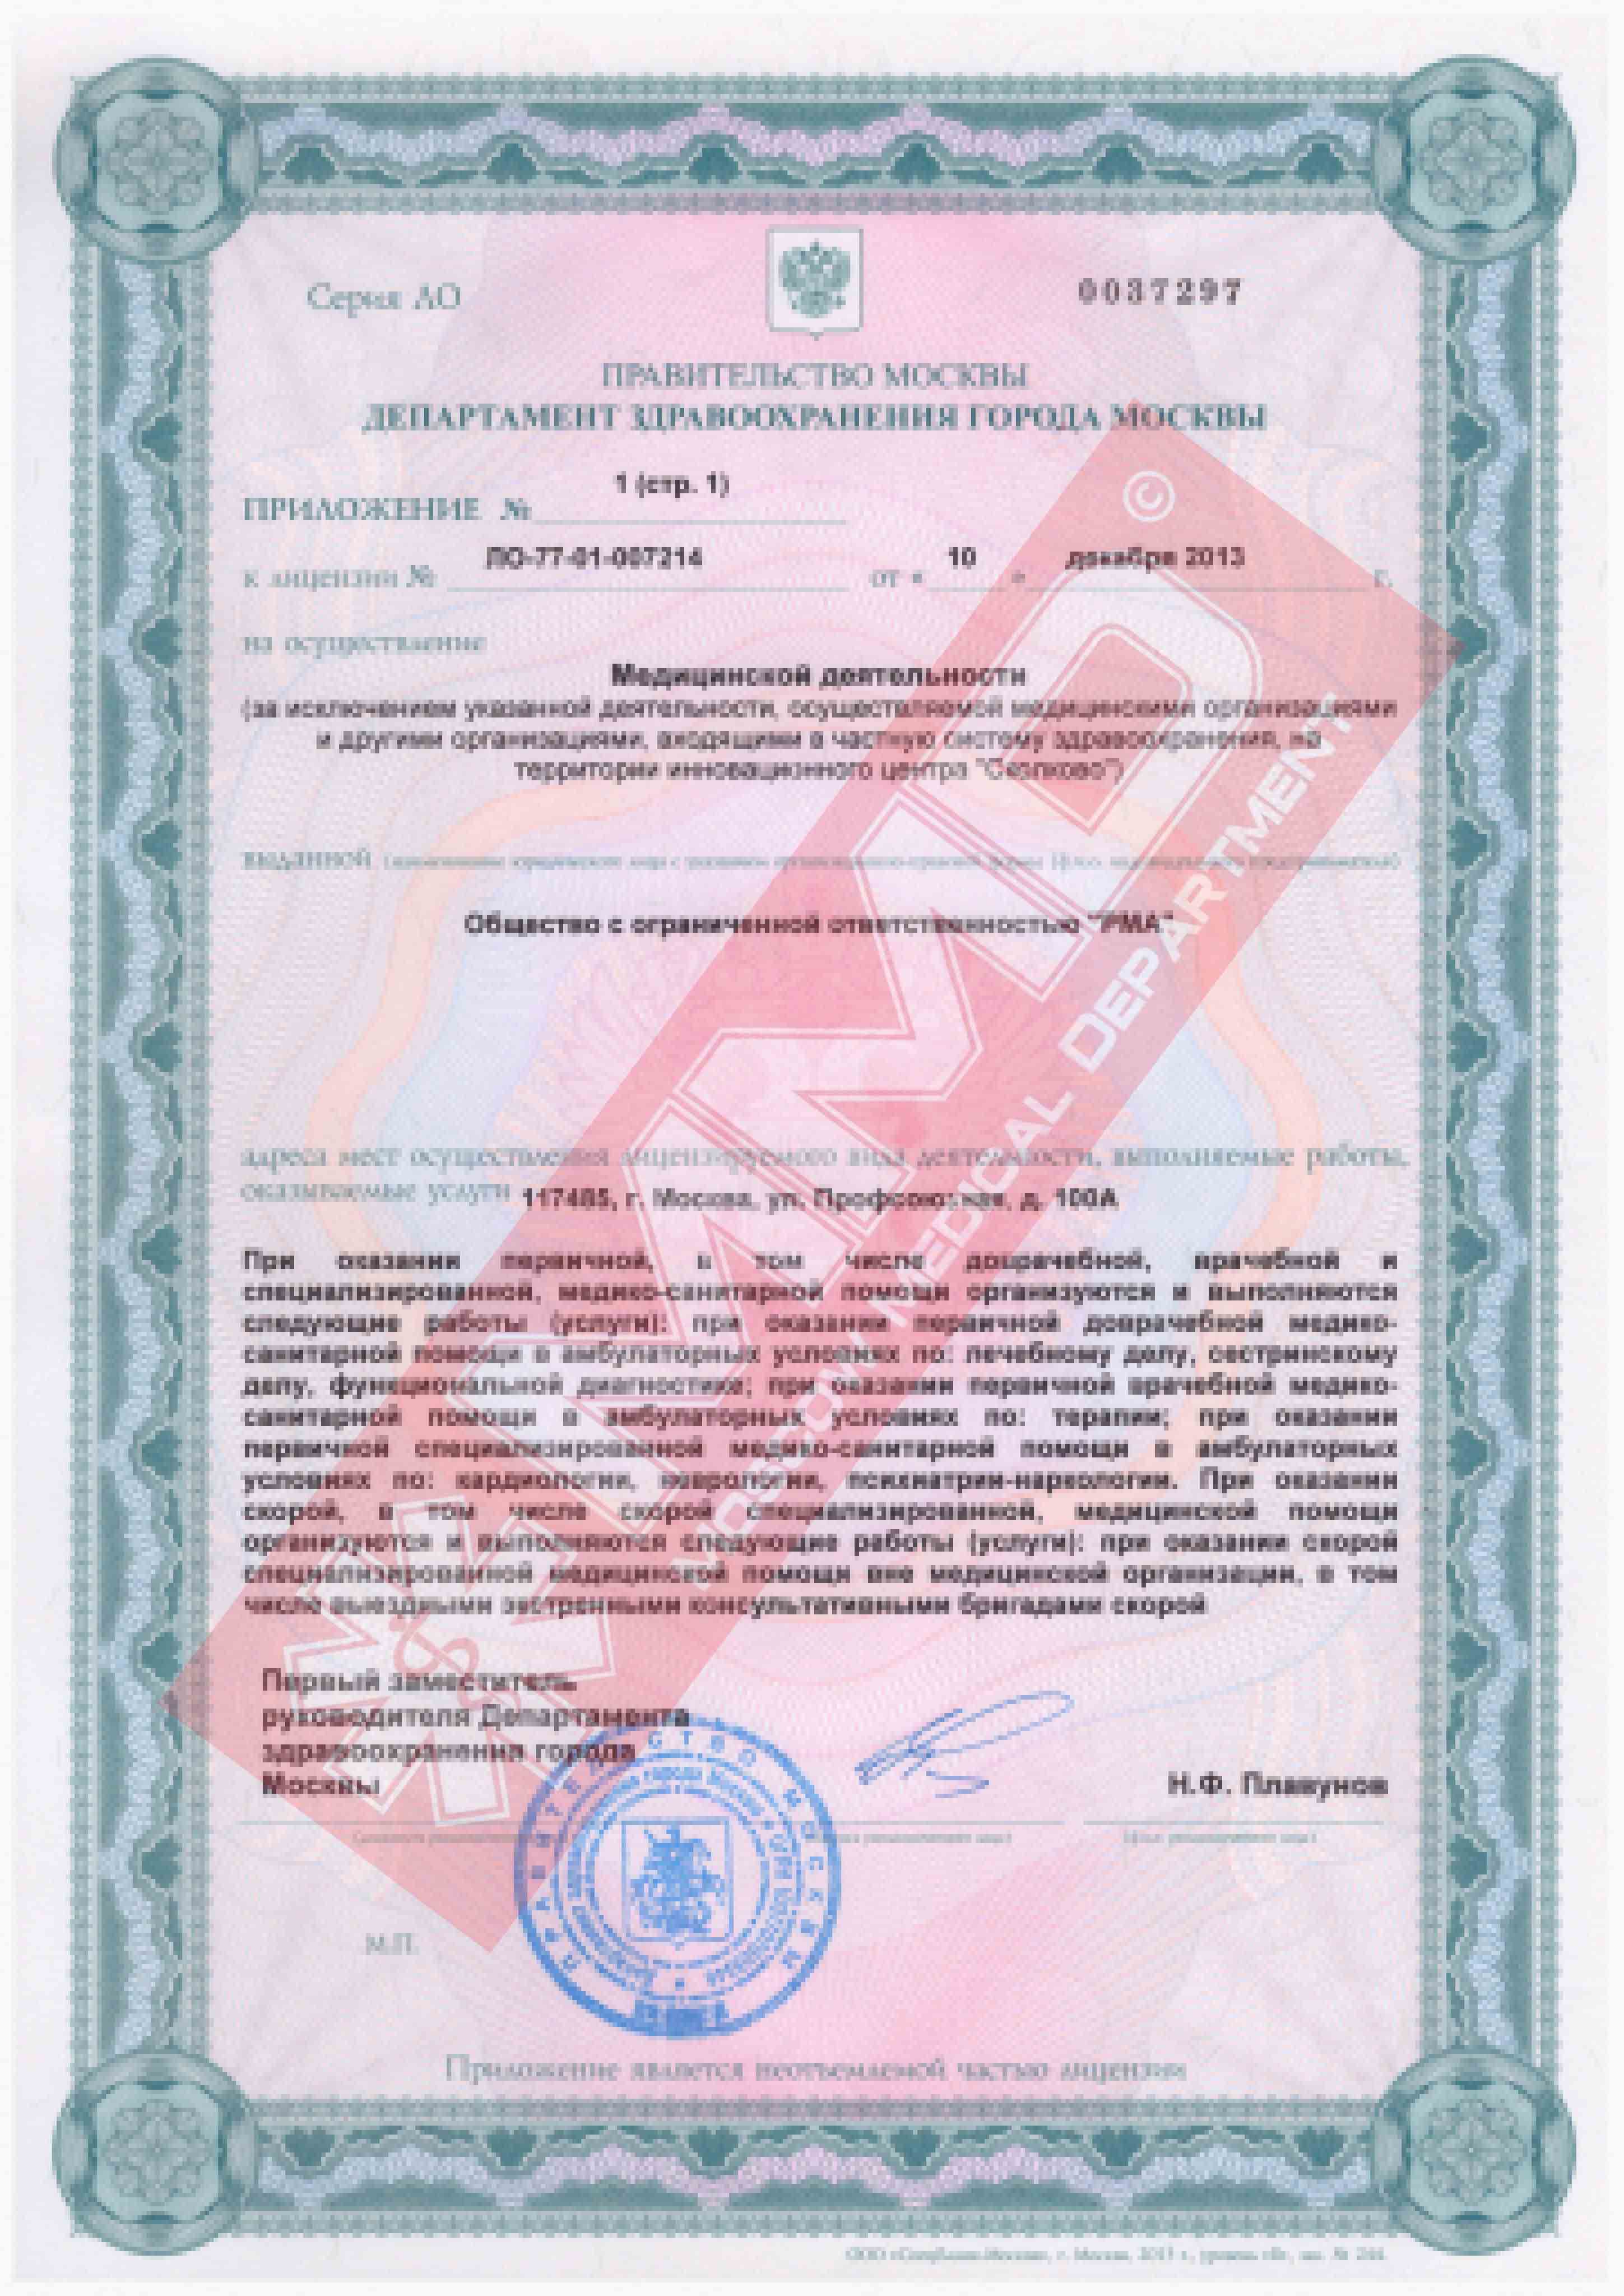 Серия ЛО
0037297
ПРАВИТЕЛЬСТВО МОСКВЫ
ДЕПАРТАМЕНТ ЗДРАВООХРАНЕНИЯ ГОРОДА МОСКВЫ
1 (стр. 1)
ПРИЛОЖЕНИЕ №
к лицензии № ЛО-77-01-007214 от « 10 » декабря 2013 г.
на осуществление
Медицинской деятельности
(за исключением указанной деятельности, осуществляемой медицинскими организациями
и другими организациями, входящими в частную систему здравоохранения, на
территории инновационного центра "Сколково")
выданной
Общество с ограниченной ответственностью "РМА"
адреса мест осуществления лицензируемого вида деятельности, выполняемые работы,
оказываемые услуги 117485, г. Москва, ул. Профсоюзная, д. 100А
При оказании первичной, в том числе доврачебной, врачебной и
специализированной, медико-санитарной помощи организуются и выполняются
следующие работы (услуги): при оказании первичной доврачебной медико-
санитарной помощи в амбулаторных условиях по: лечебному делу, сестринскому
делу, функциональной диагностике; при оказании первичной врачебной медико-
санитарной помощи в амбулаторных условиях по: терапии; при оказании
первичной специализированной медико-санитарной помощи в амбулаторных
условиях по: кардиологии, неврологии, психиатрии-наркологии. При оказании
скорой, в том числе скорой специализированной, медицинской помощи
организуются и выполняются следующие работы (услуги): при оказании скорой
специализированной медицинской помощи вне медицинской организации, в том
числе выездными экстренными консультативными бригадами скорой
Первый заместитель
руководителя Департамента
здравоохранения города
Москвы
Н.Ф. Плавунов
ПРАВИТЕЛЬСТВО МОСКВЫ
М.П.
Приложение является неотъемлемой частью лицензии
©
MMD
MOSCOW MEDICAL DEPARTMENT